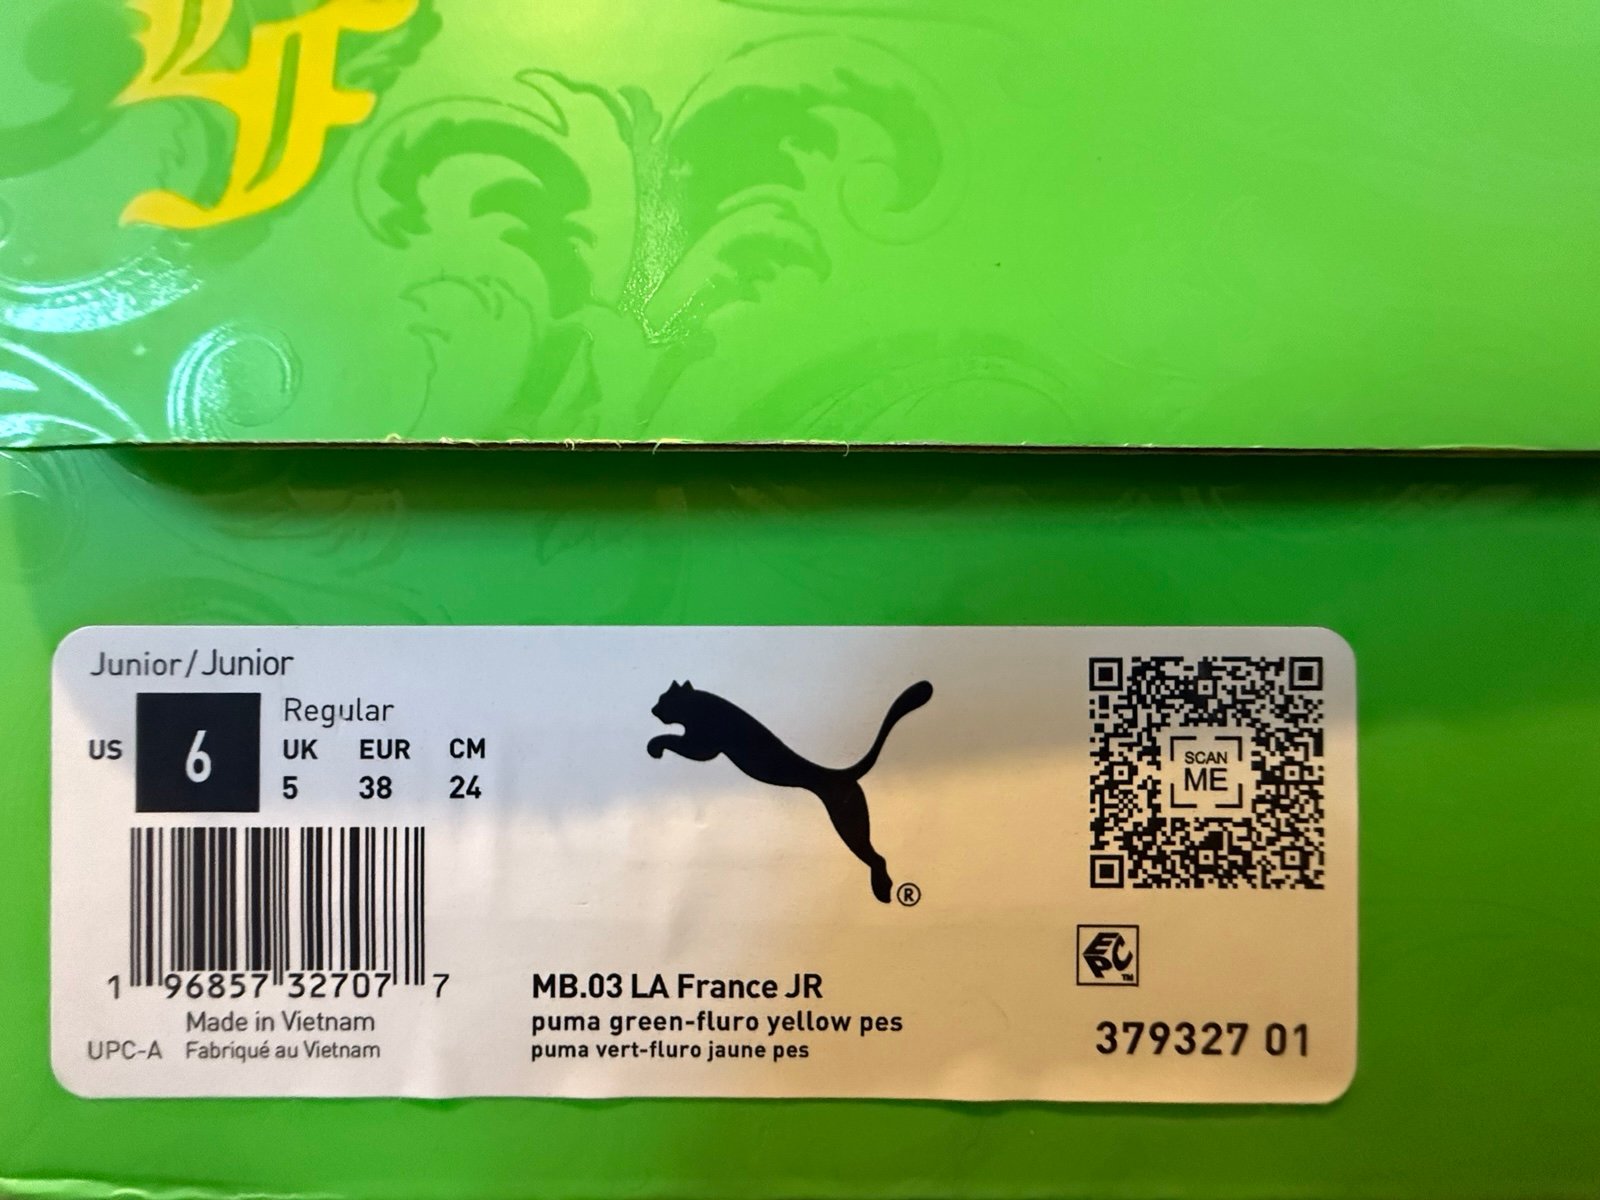 LF
Junior/Junior
US 6
Regular
UK EUR CM
5 38 24
1 96857 32707 7
Made in Vietnam
UPC-A Fabriqué au Vietnam
®
MB.03 LA France JR
puma green-fluro yellow pes
puma vert-fluro jaune pes
SCAN
ME
EPC™
379327 01